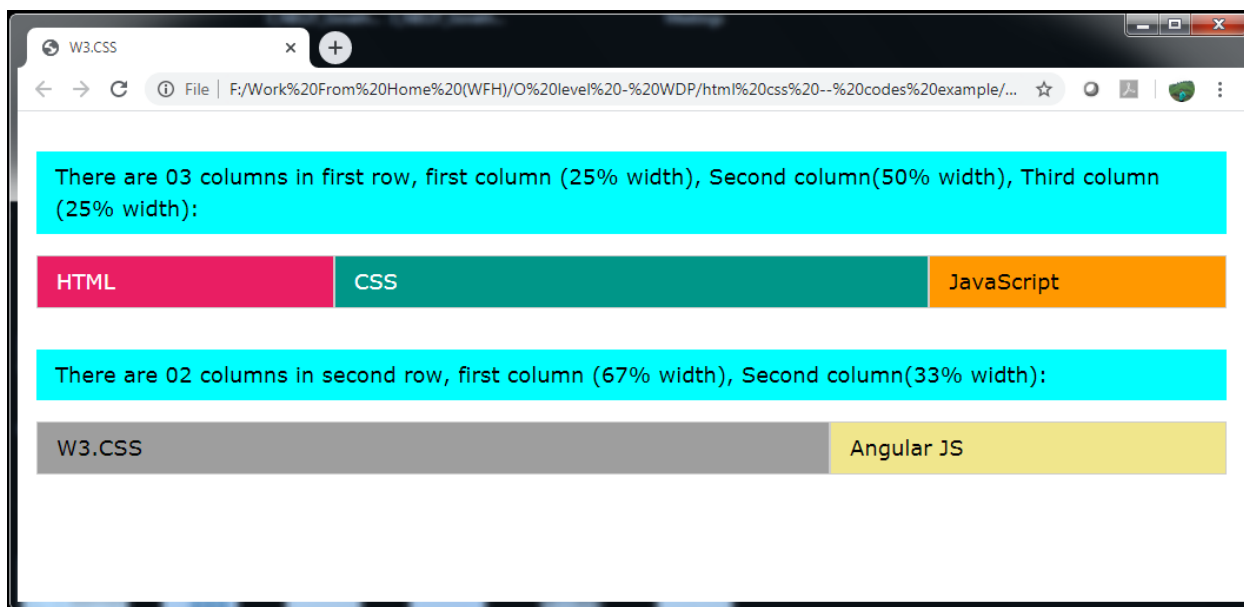 W3.CSS
File | F:/Work%20From%20Home%20(WFH)/O%20level%20-%20WDP/html%20css%20--%20codes%20example/...
There are 03 columns in first row, first column (25% width), Second column(50% width), Third column
(25% width):
HTML CSS JavaScript
There are 02 columns in second row, first column (67% width), Second column(33% width):
W3.CSS Angular JS